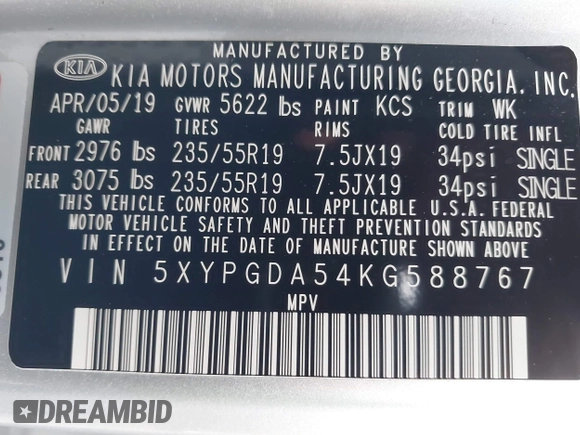 MANUFACTURED BY
KIA KIA MOTORS MANUFACTURING GEORGIA, INC.
APR/05/19 GVWR 5622 lbs PAINT KCS TRIM WK
GAWR TIRES RIMS COLD TIRE INFL
FRONT 2976 lbs 235/55R19 7.5JX19 34psi SINGLE
REAR 3075 lbs 235/55R19 7.5JX19 34psi SINGLE
THIS VEHICLE CONFORMS TO ALL APPLICABLE U.S.A. FEDERAL
MOTOR VEHICLE SAFETY AND THEFT PREVENTION STANDARDS
IN EFFECT ON THE DATE OF MANUFACTURE SHOWN ABOVE.
VIN 5XYPGDA54KG588767
MPV
DREAMBID